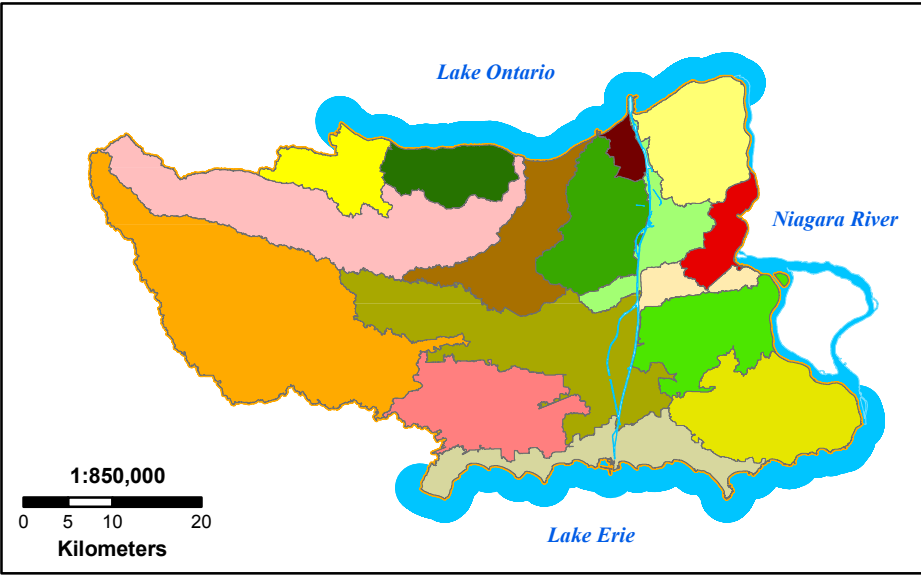 Lake Ontario
Niagara River
1:850,000
0 5 10 20
Kilometers
Lake Erie